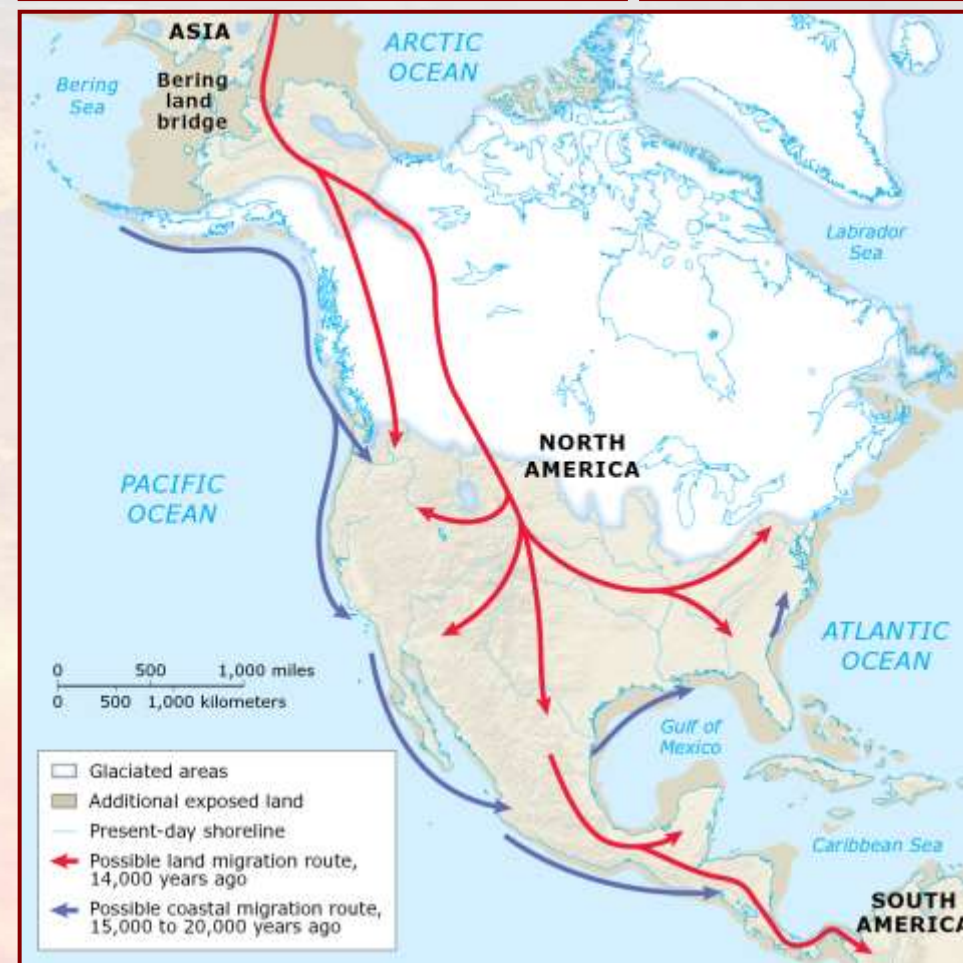 ASIA
ARCTIC
OCEAN
Bering
Sea
Bering
land
bridge
Labrador
Sea
NORTH
AMERICA
PACIFIC
OCEAN
ATLANTIC
OCEAN
0 500 1,000 miles
0 500 1,000 kilometers
Gulf of
Mexico
Glaciated areas
Additional exposed land
Present-day shoreline
Possible land migration route,
14,000 years ago
Possible coastal migration route,
15,000 to 20,000 years ago
Caribbean Sea
SOUTH
AMERICA